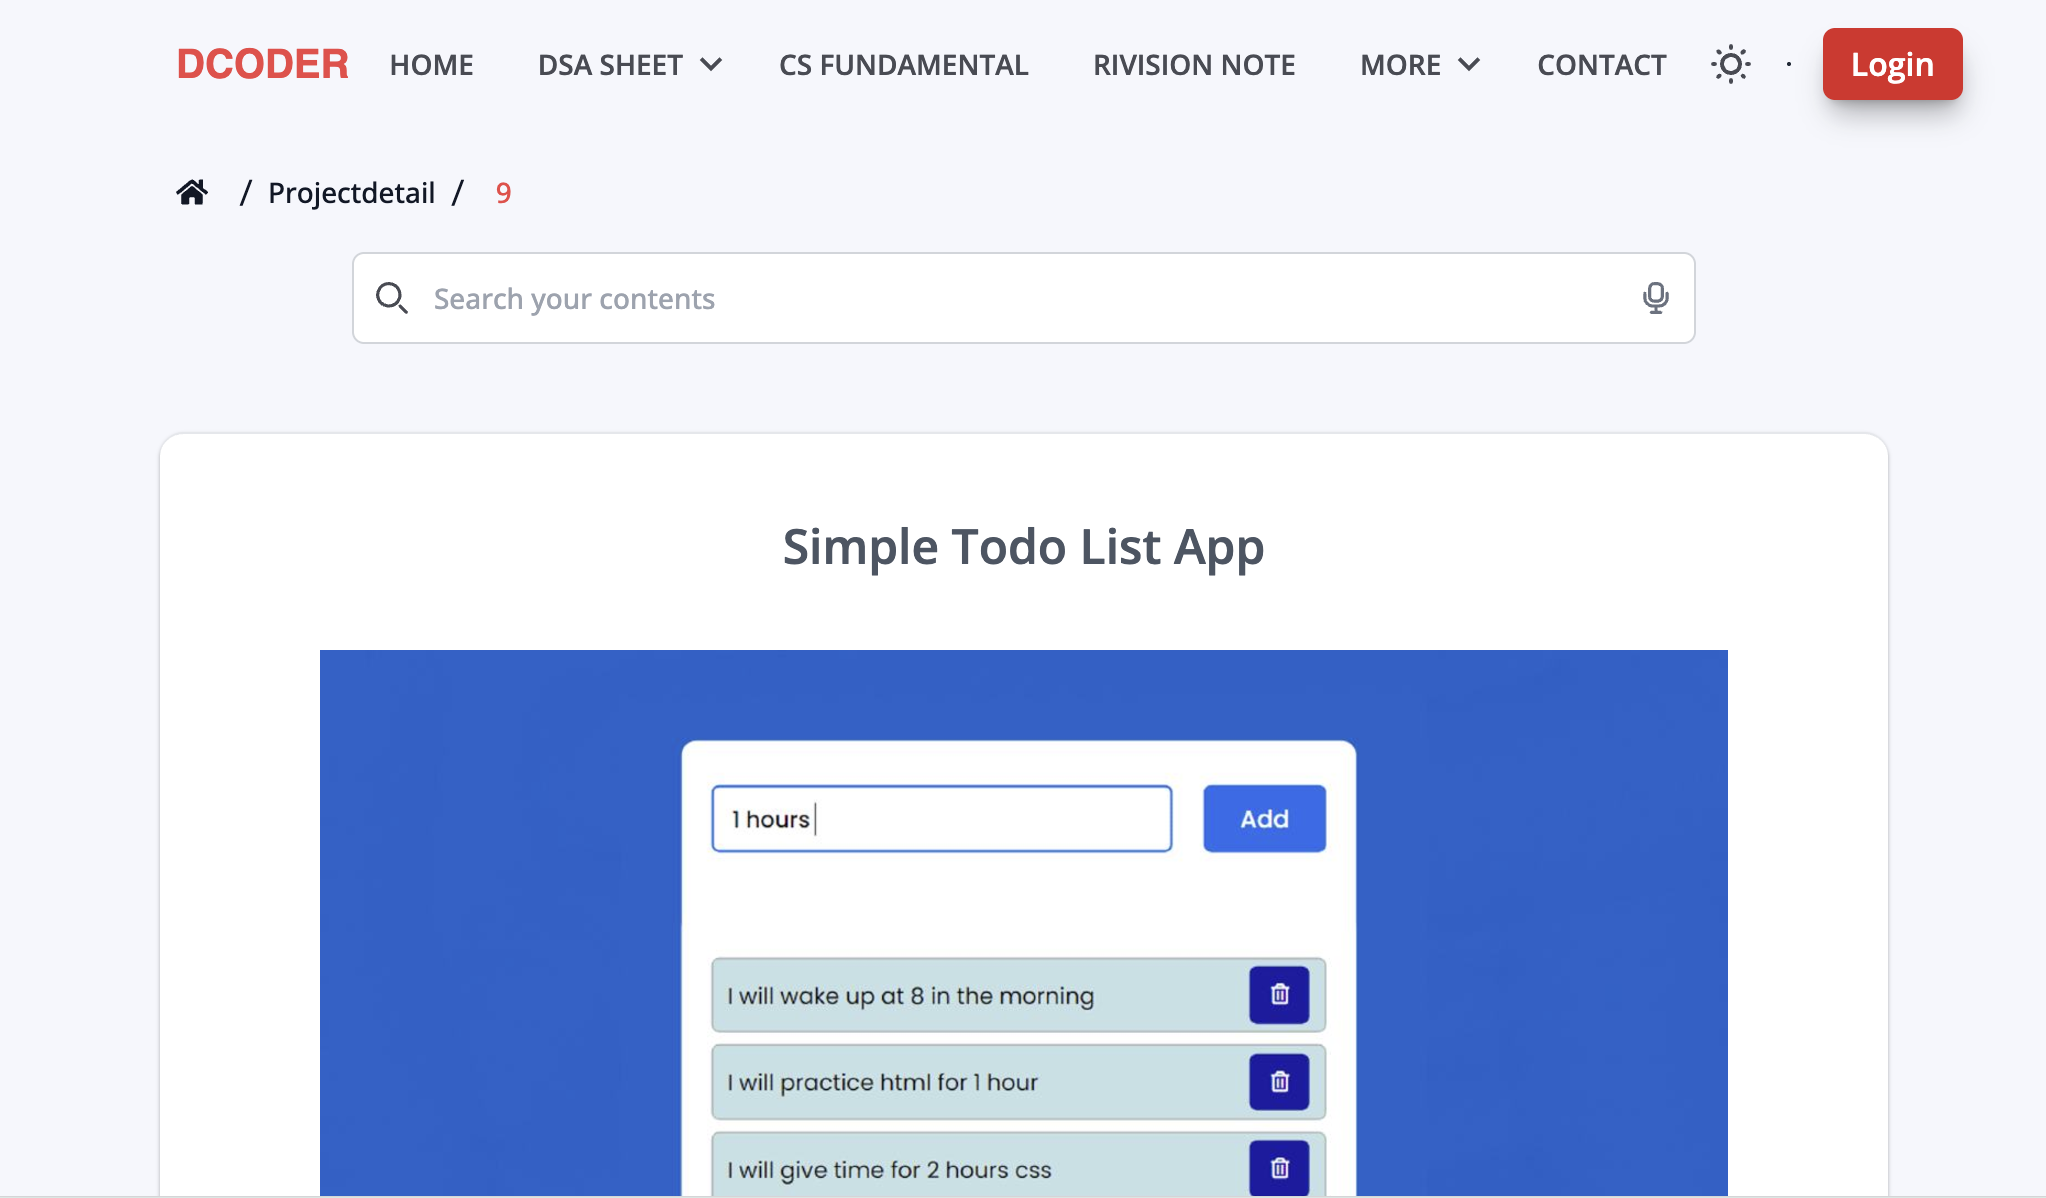 DCODER HOME DSA SHEET CS FUNDAMENTAL RIVISION NOTE MORE CONTACT · Login
/ Projectdetail / 9
Search your contents
Simple Todo List App
1 hours
Add
I will wake up at 8 in the morning
I will practice html for 1 hour
I will give time for 2 hours css